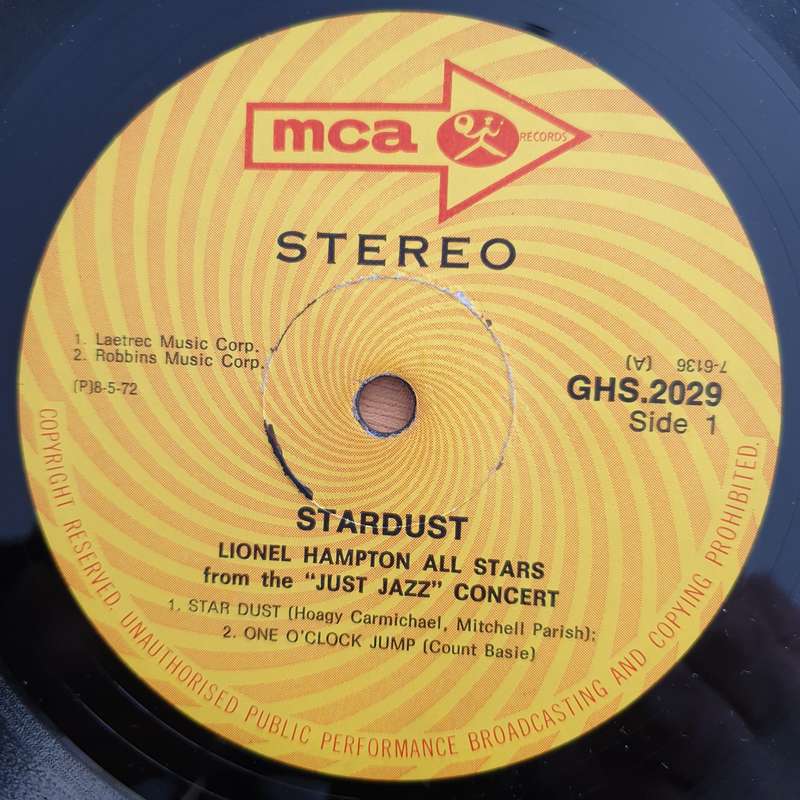 mca
RECORDS
STEREO
1. Laetrec Music Corp.
2. Robbins Music Corp.
(P)8-5-72
7-6136 (A)
GHS.2029
Side 1
STARDUST
LIONEL HAMPTON ALL STARS
from the "JUST JAZZ" CONCERT
1. STAR DUST (Hoagy Carmichael, Mitchell Parish);
2. ONE O'CLOCK JUMP (Count Basie)
COPYRIGHT RESERVED. UNAUTHORISED PUBLIC PERFORMANCE BROADCASTING AND COPYING PROHIBITED.